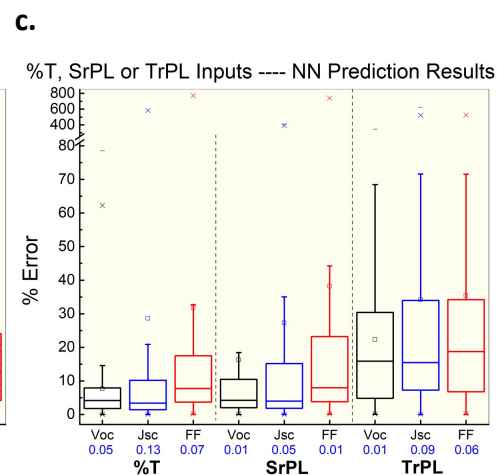 c.
%T, SrPL or TrPL Inputs ---- NN Prediction Results
800
600
400
80
70
60
50
40
30
20
10
0
% Error
Voc Jsc FF Voc Jsc FF Voc Jsc FF
0.05 0.13 0.07 0.01 0.05 0.01 0.01 0.09 0.06
%T SrPL TrPL